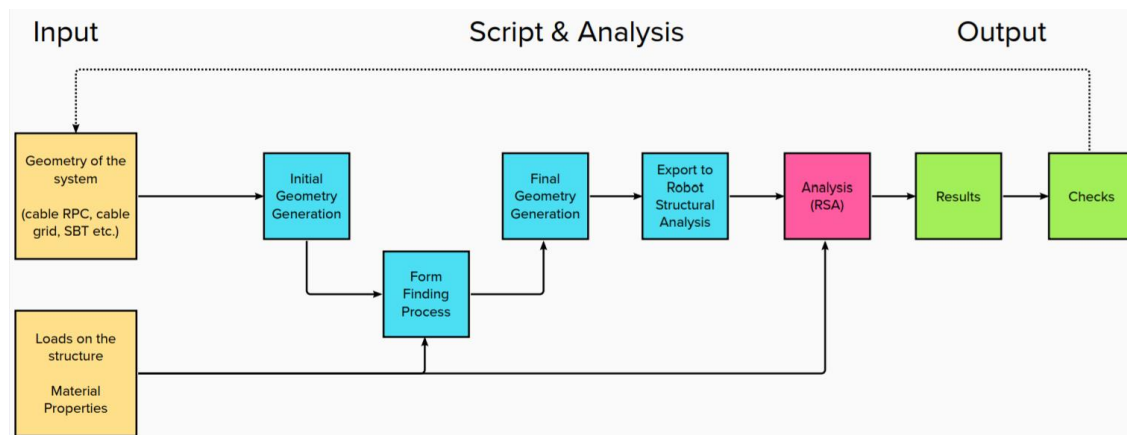 Input
Script & Analysis
Output
Geometry of the
system
(cable RPC, cable
grid, SBT etc.)
Initial
Geometry
Generation
Form
Finding
Process
Final
Geometry
Generation
Export to
Robot
Structural
Analysis
Analysis
(RSA)
Results
Checks
Loads on the
structure
Material
Properties